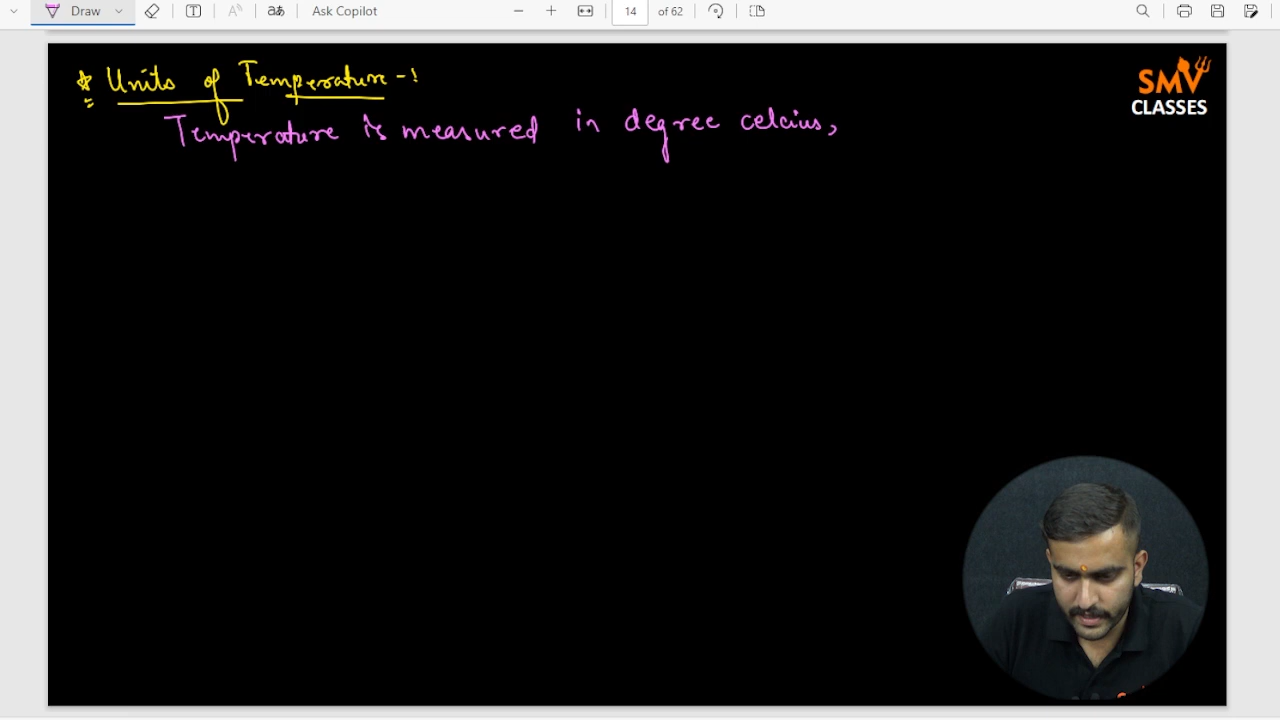 Draw
Ask Copilot
14 of 62
Units of Temperature -!
Temperature is measured in degree celcius,
SMV
CLASSES